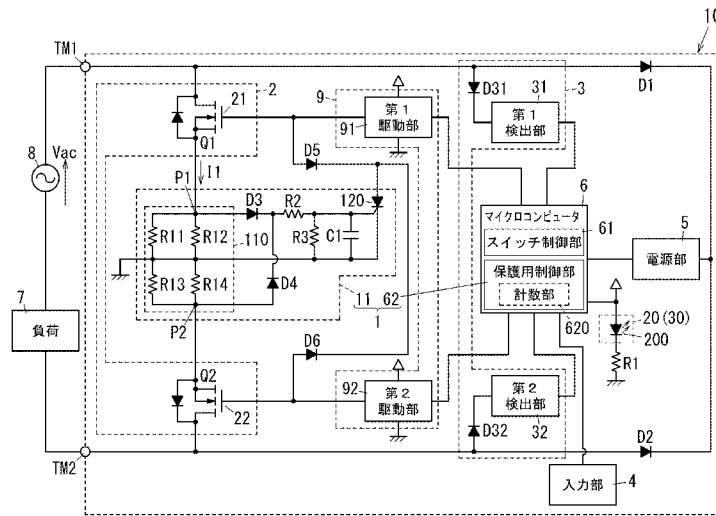 10
TM1
2
21
Q1
9
第1
駆動部
91
D31
31
3
第1
検出部
D1
8
Vac
I1
P1
D5
120
D3
R2
R11
R12
110
R3
C1
R13
R14
D4
P2
11
62
1
6
マイクロコンピュータ
スイッチ制御部
61
保護用制御部
計数部
620
5
電源部
7
負荷
20(30)
200
R1
D6
Q2
22
92
第2
駆動部
第2
検出部
D32
32
D2
TM2
入力部
4